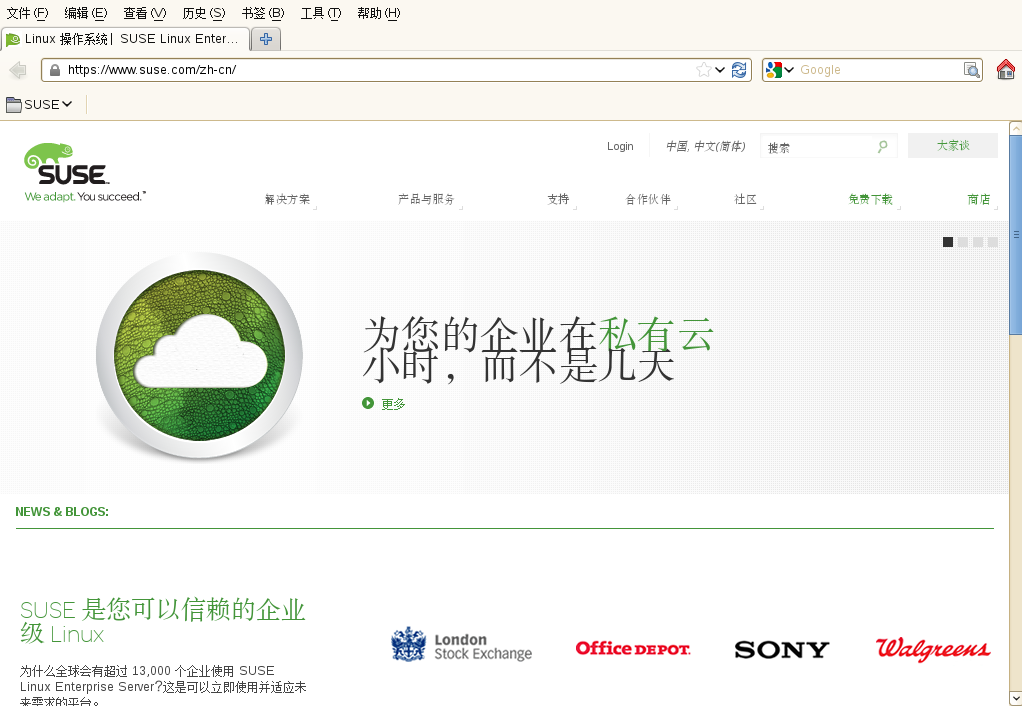 文件(F) 编辑(E) 查看(V) 历史(S) 书签(B) 工具(T) 帮助(H)
Linux 操作系统| SUSE Linux Enter...
https://www.suse.com/zh-cn/
Google
SUSE
Login 中国, 中文(简体) 搜索 大家谈
SUSE
We adapt. You succeed.™
解决方案 产品与服务 支持 合作伙伴 社区 免费下载 商店
为您的企业在私有云
小时，而不是几天
更多
NEWS & BLOGS:
SUSE 是您可以信赖的企业
级 Linux
London
Stock Exchange
Office DEPOT.
SONY
Walgreens
为什么全球会有超过 13,000 个企业使用 SUSE
Linux Enterprise Server?这是可以立即使用并适应未
来需求的平台。